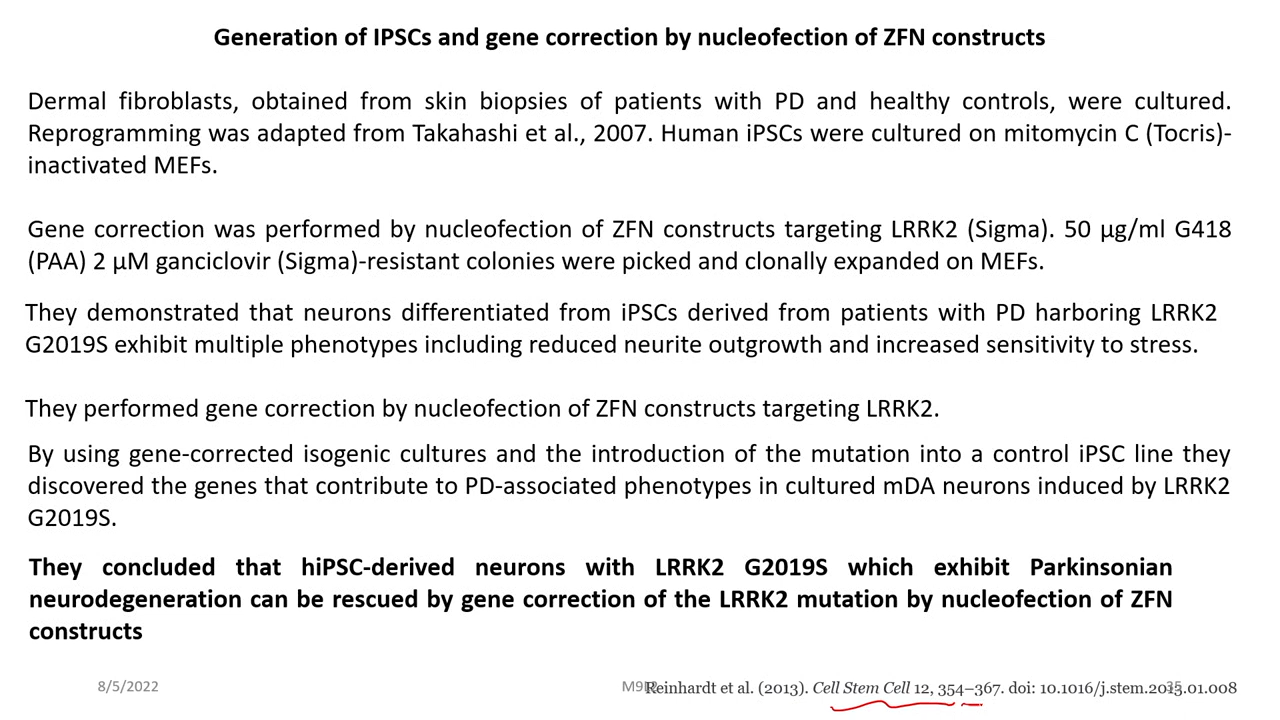 Generation of IPSCs and gene correction by nucleofection of ZFN constructs
Dermal fibroblasts, obtained from skin biopsies of patients with PD and healthy controls, were cultured.
Reprogramming was adapted from Takahashi et al., 2007. Human iPSCs were cultured on mitomycin C (Tocris)-
inactivated MEFs.
Gene correction was performed by nucleofection of ZFN constructs targeting LRRK2 (Sigma). 50 µg/ml G418
(PAA) 2 µM ganciclovir (Sigma)-resistant colonies were picked and clonally expanded on MEFs.
They demonstrated that neurons differentiated from iPSCs derived from patients with PD harboring LRRK2
G2019S exhibit multiple phenotypes including reduced neurite outgrowth and increased sensitivity to stress.
They performed gene correction by nucleofection of ZFN constructs targeting LRRK2.
By using gene-corrected isogenic cultures and the introduction of the mutation into a control iPSC line they
discovered the genes that contribute to PD-associated phenotypes in cultured mDA neurons induced by LRRK2
G2019S.
They concluded that hiPSC-derived neurons with LRRK2 G2019S which exhibit Parkinsonian
neurodegeneration can be rescued by gene correction of the LRRK2 mutation by nucleofection of ZFN
constructs
8/5/2022
Reinhardt et al. (2013). Cell Stem Cell 12, 354–367. doi: 10.1016/j.stem.2013.01.008
35